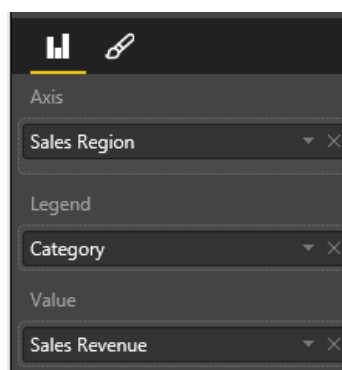 Axis
Sales Region
Legend
Category
Value
Sales Revenue